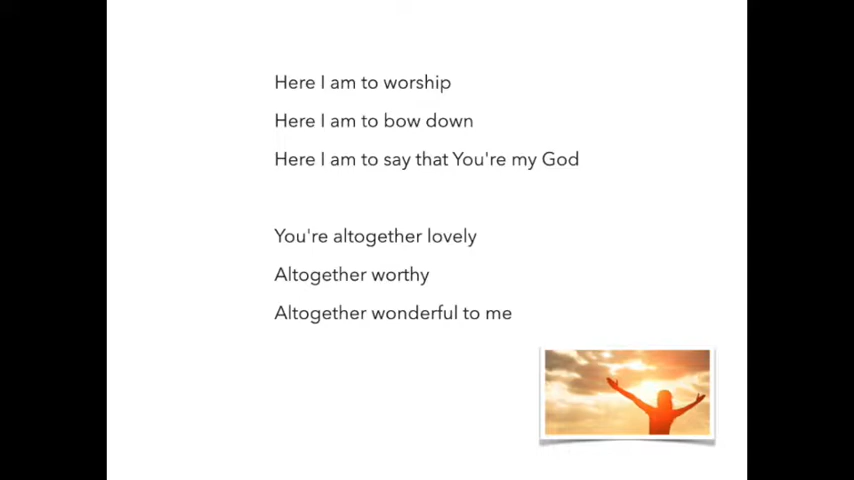 Here I am to worship
Here I am to bow down
Here I am to say that You're my God
You're altogether lovely
Altogether worthy
Altogether wonderful to me